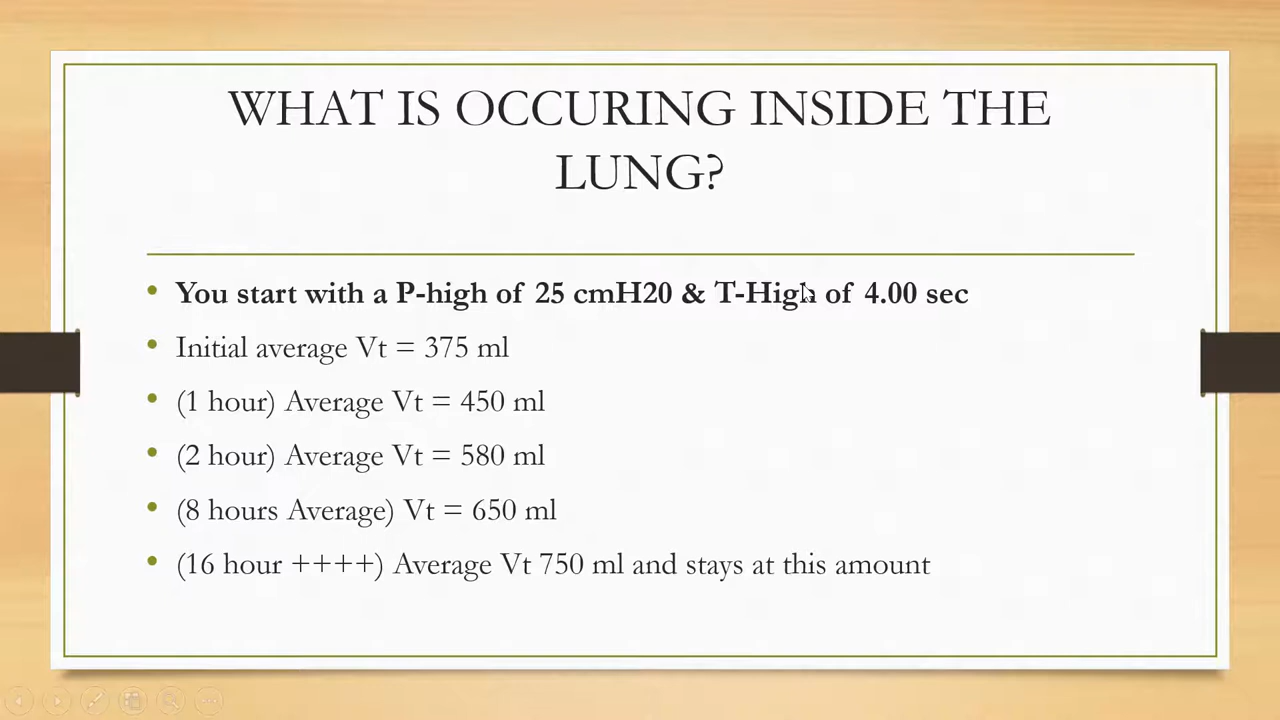 WHAT IS OCCURING INSIDE THE
LUNG?
• You start with a P-high of 25 cmH20 & T-High of 4.00 sec
• Initial average Vt = 375 ml
• (1 hour) Average Vt = 450 ml
• (2 hour) Average Vt = 580 ml
• (8 hours Average) Vt = 650 ml
• (16 hour ++++) Average Vt 750 ml and stays at this amount